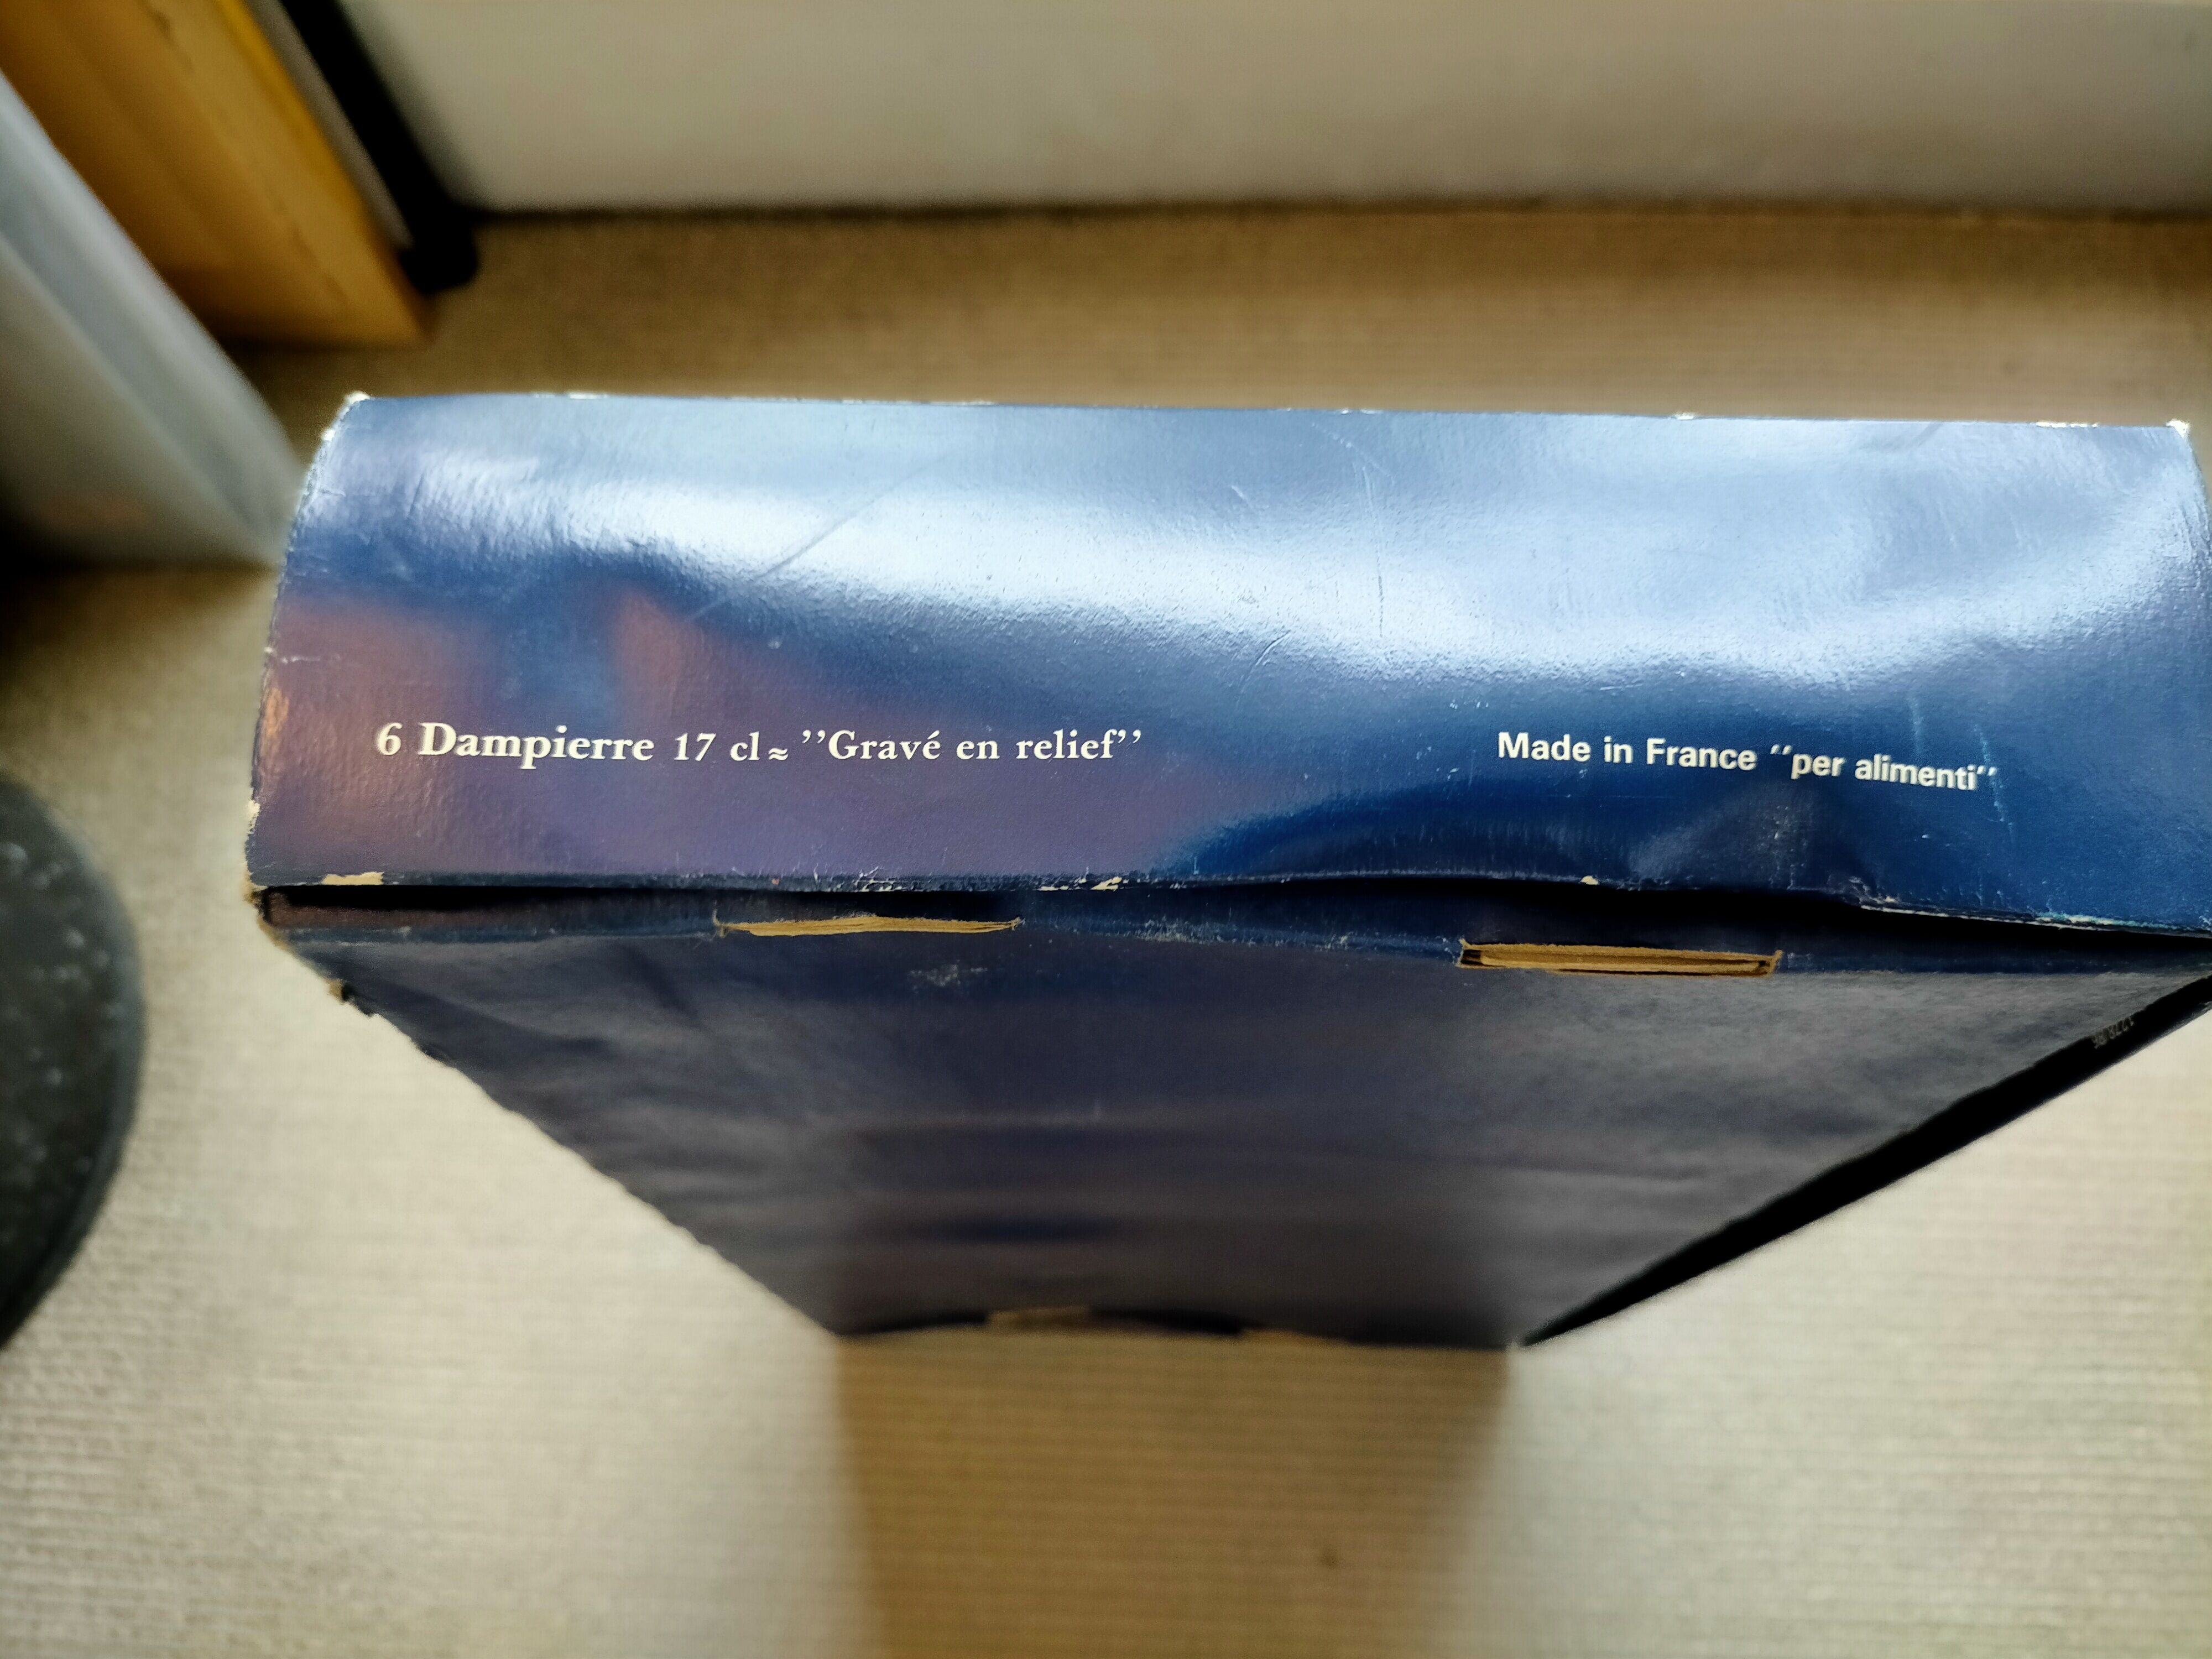 6 Dampierre 17 cl ≈ ’’Gravé en relief’’
Made in France ‘‘per alimenti’’